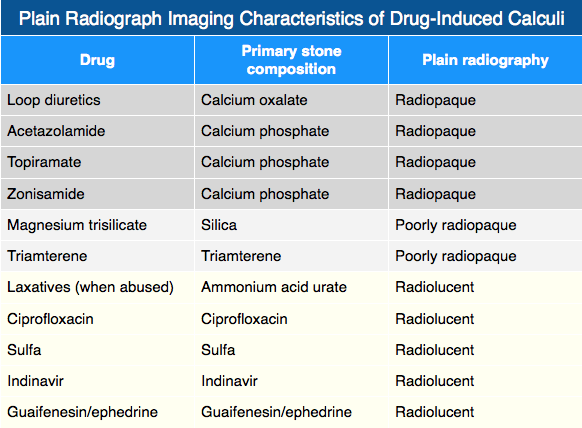 Plain Radiograph Imaging Characteristics of Drug-Induced Calculi
Drug Primary stone composition Plain radiography
Loop diuretics Calcium oxalate Radiopaque
Acetazolamide Calcium phosphate Radiopaque
Topiramate Calcium phosphate Radiopaque
Zonisamide Calcium phosphate Radiopaque
Magnesium trisilicate Silica Poorly radiopaque
Triamterene Triamterene Poorly radiopaque
Laxatives (when abused) Ammonium acid urate Radiolucent
Ciprofloxacin Ciprofloxacin Radiolucent
Sulfa Sulfa Radiolucent
Indinavir Indinavir Radiolucent
Guaifenesin/ephedrine Guaifenesin/ephedrine Radiolucent